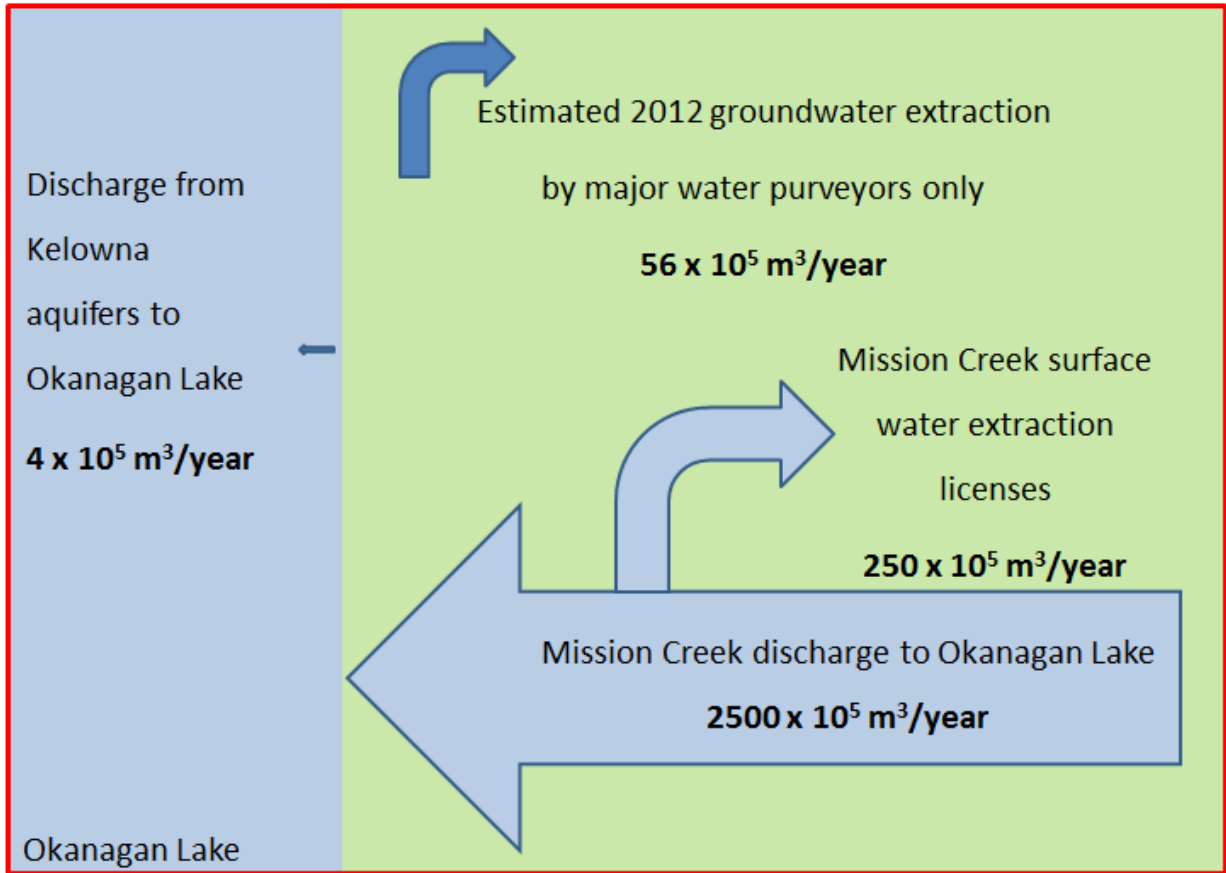 Estimated 2012 groundwater extraction
by major water purveyors only
56 x 10⁵ m³/year
Discharge from
Kelowna
aquifers to
Okanagan Lake
4 x 10⁵ m³/year
Mission Creek surface
water extraction
licenses
250 x 10⁵ m³/year
Mission Creek discharge to Okanagan Lake
2500 x 10⁵ m³/year
Okanagan Lake